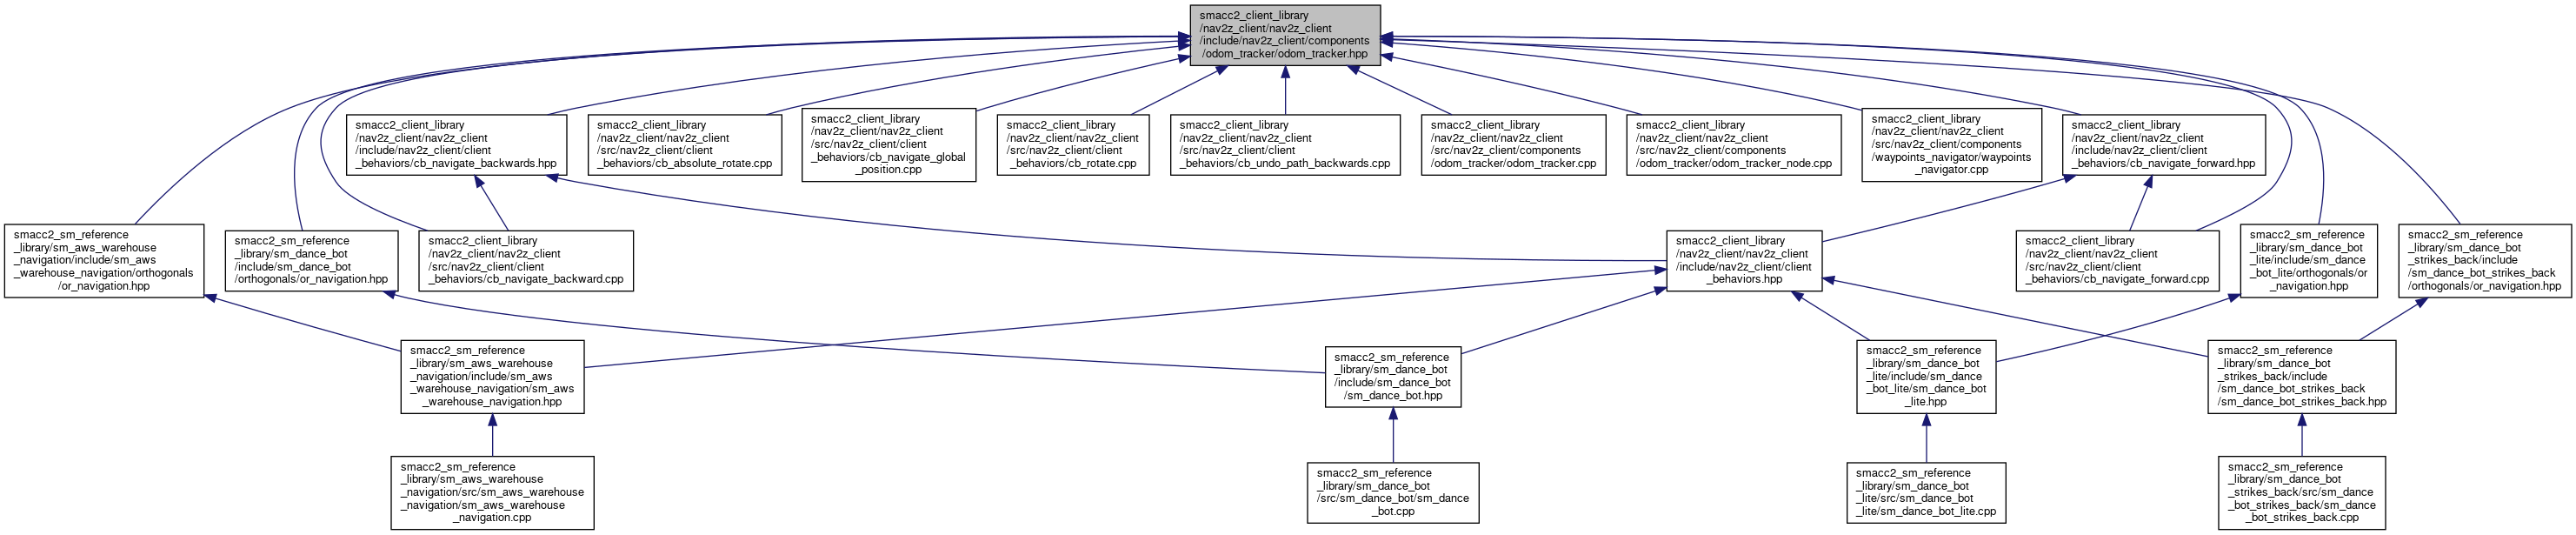 smacc2_client_library
/nav2z_client/nav2z_client
/include/nav2z_client/components
/odom_tracker/odom_tracker.hpp
smacc2_client_library
/nav2z_client/nav2z_client
/include/nav2z_client/client
_behaviors/cb_navigate_backwards.hpp
smacc2_client_library
/nav2z_client/nav2z_client
/src/nav2z_client/client
_behaviors/cb_absolute_rotate.cpp
smacc2_client_library
/nav2z_client/nav2z_client
/src/nav2z_client/client
_behaviors/cb_navigate_global
_position.cpp
smacc2_client_library
/nav2z_client/nav2z_client
/src/nav2z_client/client
_behaviors/cb_rotate.cpp
smacc2_client_library
/nav2z_client/nav2z_client
/src/nav2z_client/client
_behaviors/cb_undo_path_backwards.cpp
smacc2_client_library
/nav2z_client/nav2z_client
/src/nav2z_client/components
/odom_tracker/odom_tracker.cpp
smacc2_client_library
/nav2z_client/nav2z_client
/src/nav2z_client/components
/odom_tracker/odom_tracker_node.cpp
smacc2_client_library
/nav2z_client/nav2z_client
/src/nav2z_client/components
/waypoints_navigator/waypoints
_navigator.cpp
smacc2_client_library
/nav2z_client/nav2z_client
/include/nav2z_client/client
_behaviors/cb_navigate_forward.hpp
smacc2_sm_reference
_library/sm_aws_warehouse
_navigation/include/sm_aws
_warehouse_navigation/orthogonals
/or_navigation.hpp
smacc2_sm_reference
_library/sm_dance_bot
/include/sm_dance_bot
/orthogonals/or_navigation.hpp
smacc2_client_library
/nav2z_client/nav2z_client
/src/nav2z_client/client
_behaviors/cb_navigate_backward.cpp
smacc2_client_library
/nav2z_client/nav2z_client
/include/nav2z_client/client
_behaviors.hpp
smacc2_client_library
/nav2z_client/nav2z_client
/src/nav2z_client/client
_behaviors/cb_navigate_forward.cpp
smacc2_sm_reference
_library/sm_dance_bot
_lite/include/sm_dance
_bot_lite/orthogonals/or
_navigation.hpp
smacc2_sm_reference
_library/sm_dance_bot
_strikes_back/include
/sm_dance_bot_strikes_back
/orthogonals/or_navigation.hpp
smacc2_sm_reference
_library/sm_aws_warehouse
_navigation/include/sm_aws
_warehouse_navigation/sm_aws
_warehouse_navigation.hpp
smacc2_sm_reference
_library/sm_dance_bot
/include/sm_dance_bot
/sm_dance_bot.hpp
smacc2_sm_reference
_library/sm_dance_bot
_lite/include/sm_dance
_bot_lite/sm_dance_bot
_lite.hpp
smacc2_sm_reference
_library/sm_dance_bot
_strikes_back/include
/sm_dance_bot_strikes_back
/sm_dance_bot_strikes_back.hpp
smacc2_sm_reference
_library/sm_aws_warehouse
_navigation/src/sm_aws_warehouse
_navigation/sm_aws_warehouse
_navigation.cpp
smacc2_sm_reference
_library/sm_dance_bot
/src/sm_dance_bot/sm_dance
_bot.cpp
smacc2_sm_reference
_library/sm_dance_bot
_lite/src/sm_dance_bot
_lite/sm_dance_bot_lite.cpp
smacc2_sm_reference
_library/sm_dance_bot
_strikes_back/src/sm_dance
_bot_strikes_back/sm_dance
_bot_strikes_back.cpp